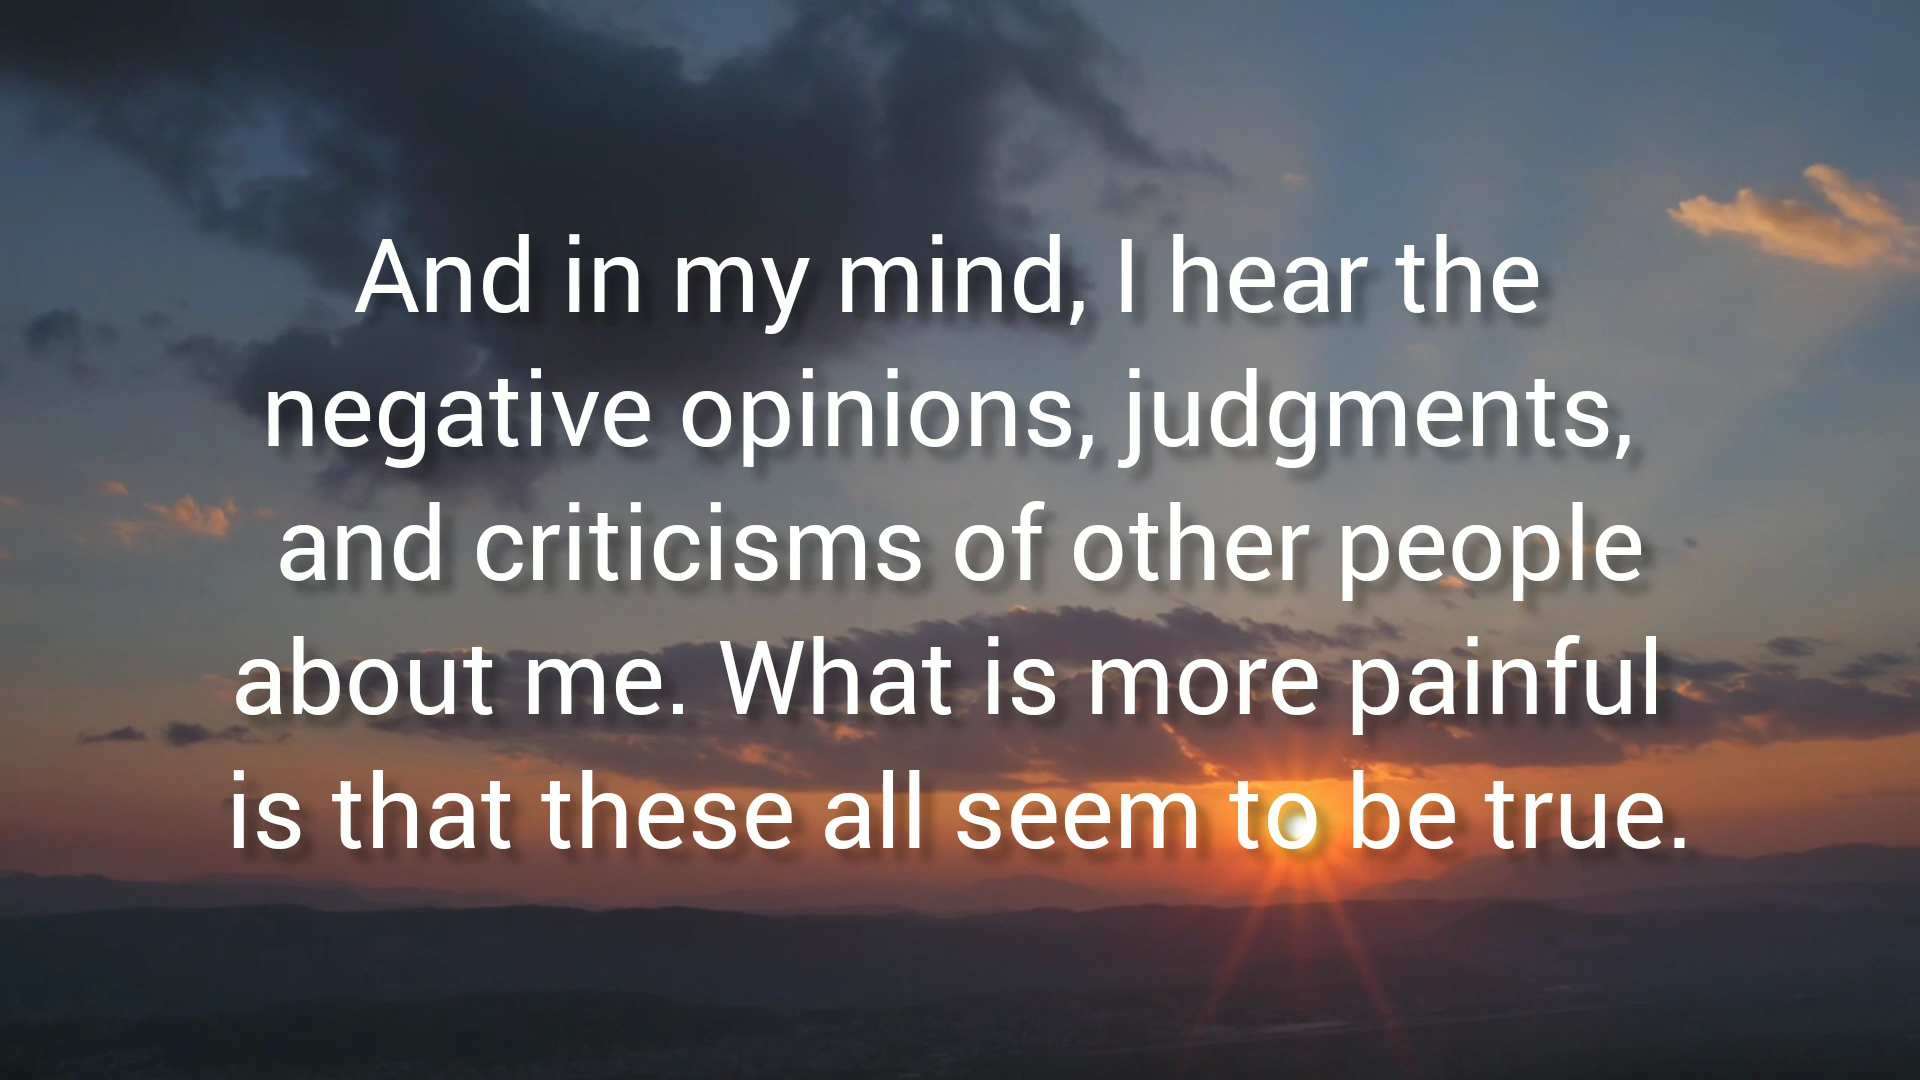 And in my mind, I hear the
negative opinions, judgments,
and criticisms of other people
about me. What is more painful
is that these all seem to be true.